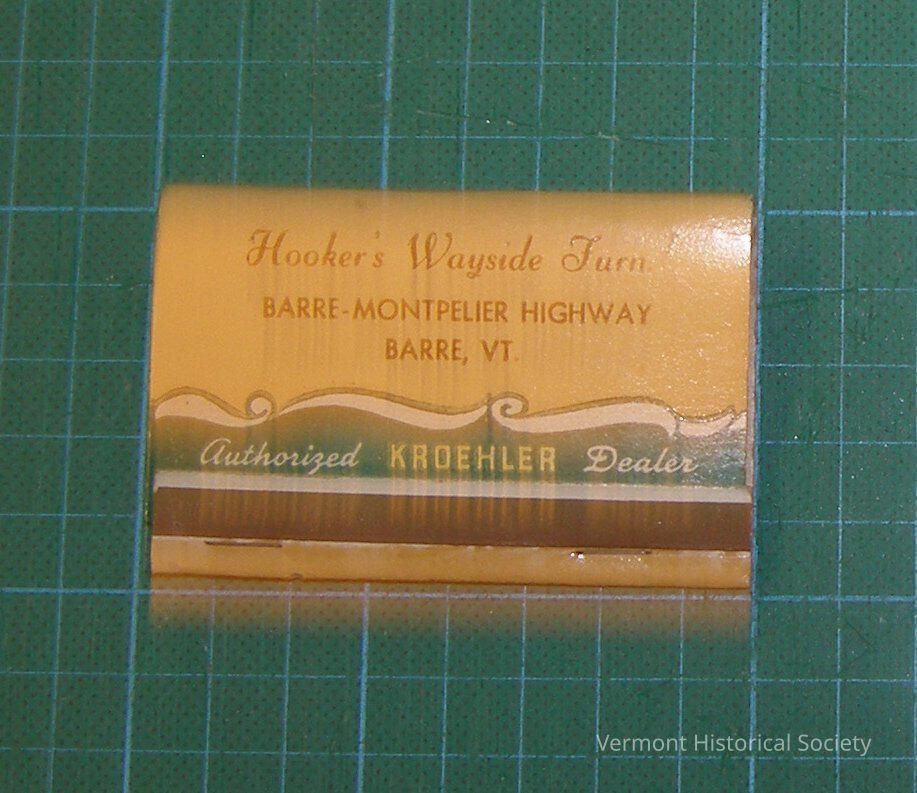 Hooker's Wayside Furn.
BARRE-MONTPELIER HIGHWAY
BARRE, VT.
Authorized KROEHLER Dealer
Vermont Historical Society